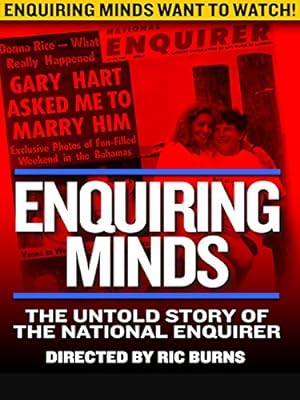 ENQUIRING MINDS WANT TO WATCH!
NATIONAL
ENQUIRER
Donna Rice — What
Really Happened
GARY HART
ASKED ME TO
MARRY HIM
Exclusive Photos of Fun-Filled
Weekend in the Bahamas
ENQUIRING
MINDS
THE UNTOLD STORY OF
THE NATIONAL ENQUIRER
DIRECTED BY RIC BURNS